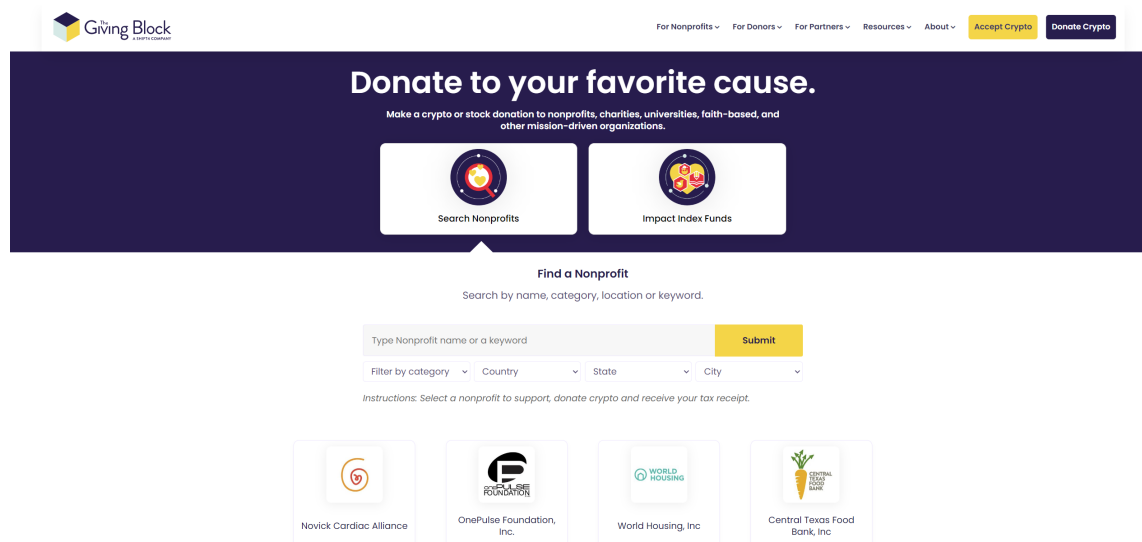 The
Giving Block
A SHIFT4 COMPANY
For Nonprofits
For Donors
For Partners
Resources
About
Accept Crypto
Donate Crypto
Donate to your favorite cause.
Make a crypto or stock donation to nonprofits, charities, universities, faith-based, and
other mission-driven organizations.
Search Nonprofits
Impact Index Funds
Find a Nonprofit
Search by name, category, location or keyword.
Type Nonprofit name or a keyword
Submit
Filter by category
Country
State
City
Instructions: Select a nonprofit to support, donate crypto and receive your tax receipt.
onePULSE
FOUNDATION
WORLD
HOUSING
CENTRAL
TEXAS
FOOD
BANK
Novick Cardiac Alliance
OnePulse Foundation,
Inc.
World Housing, Inc
Central Texas Food
Bank, Inc